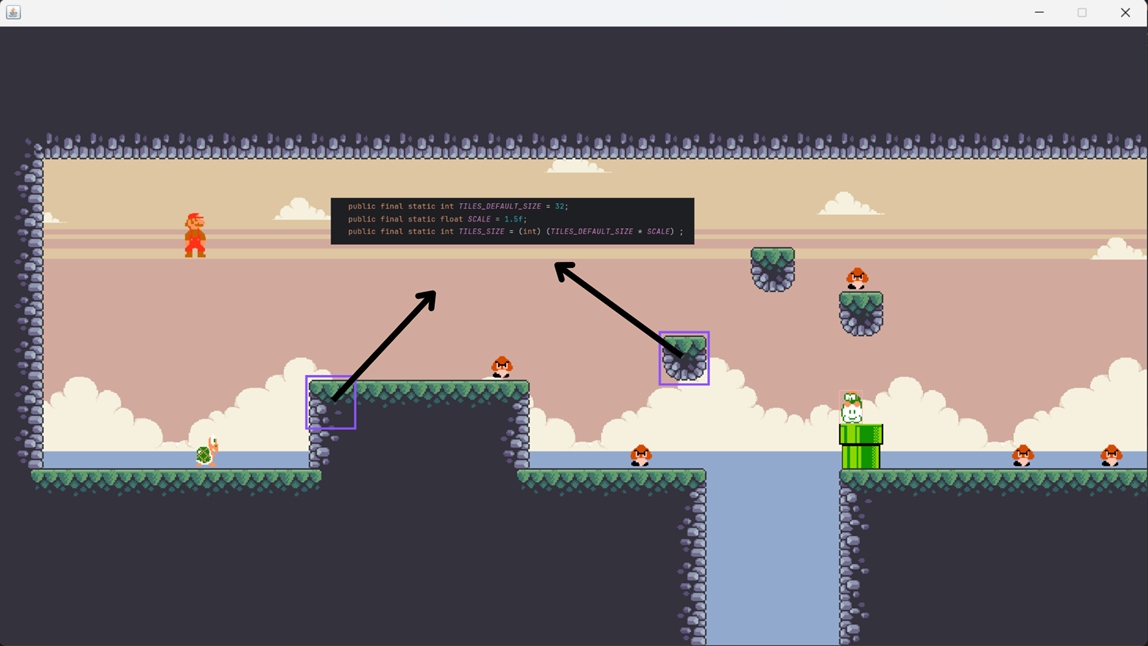 public final static int TILES_DEFAULT_SIZE = 32;
public final static float SCALE = 1.5f;
public final static int TILES_SIZE = (int) (TILES_DEFAULT_SIZE * SCALE) ;